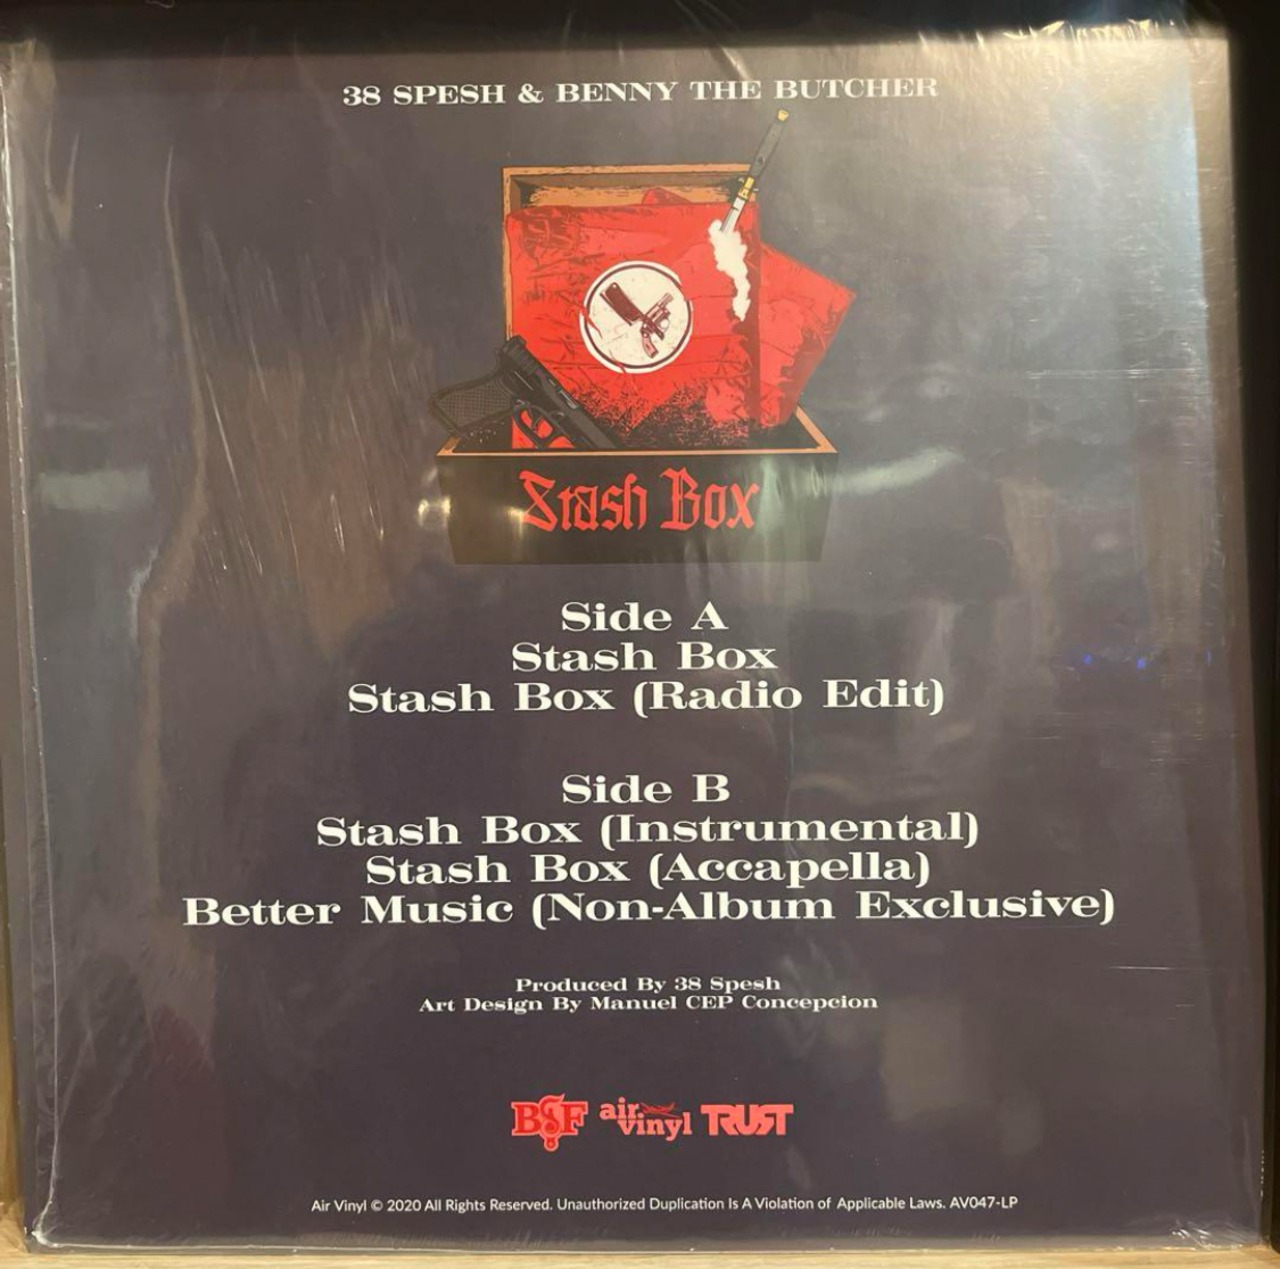 38 SPESH & BENNY THE BUTCHER
Stash Box
Side A
Stash Box
Stash Box (Radio Edit)
Side B
Stash Box (Instrumental)
Stash Box (Accapella)
Better Music (Non-Album Exclusive)
Produced By 38 Spesh
Art Design By Manuel CEP Concepcion
BSF air. vinyl TRUST
Air Vinyl © 2020 All Rights Reserved. Unauthorized Duplication Is A Violation of Applicable Laws. AV047-LP